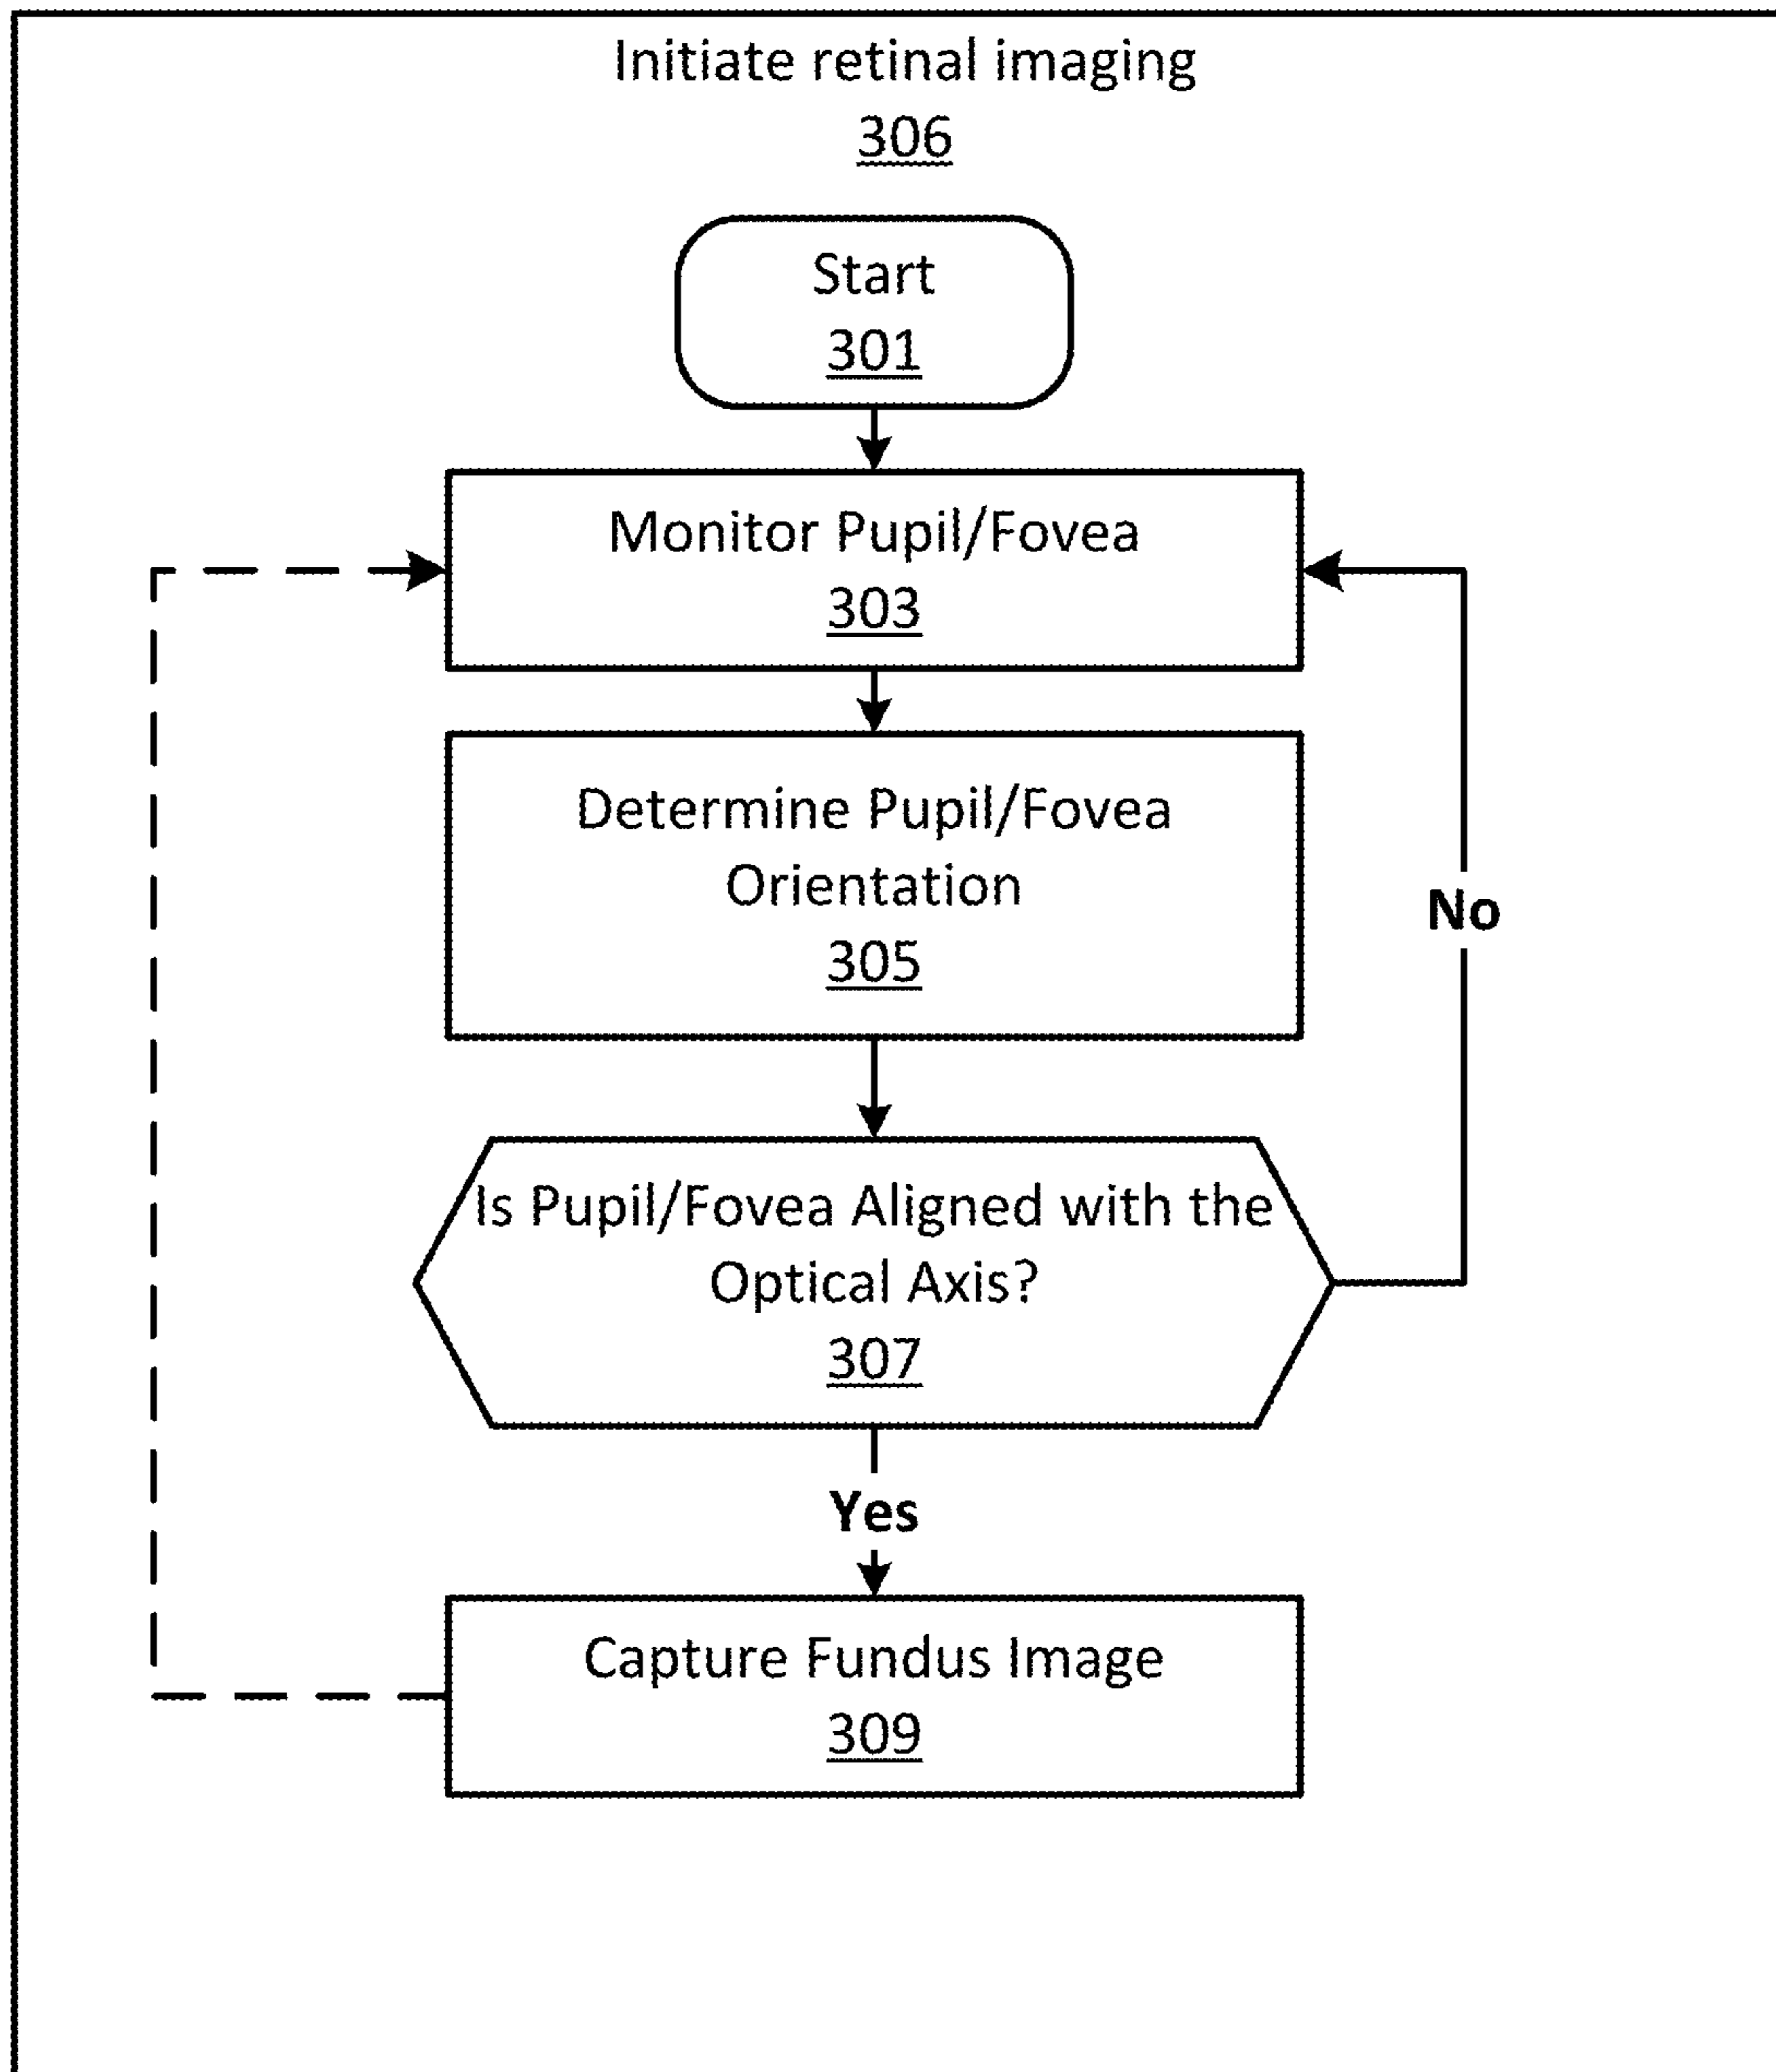 Initiate retinal imaging
306
Start
301
Monitor Pupil/Fovea
303
Determine Pupil/Fovea
Orientation
305
No
Is Pupil/Fovea Aligned with the
Optical Axis?
307
Yes
Capture Fundus Image
309